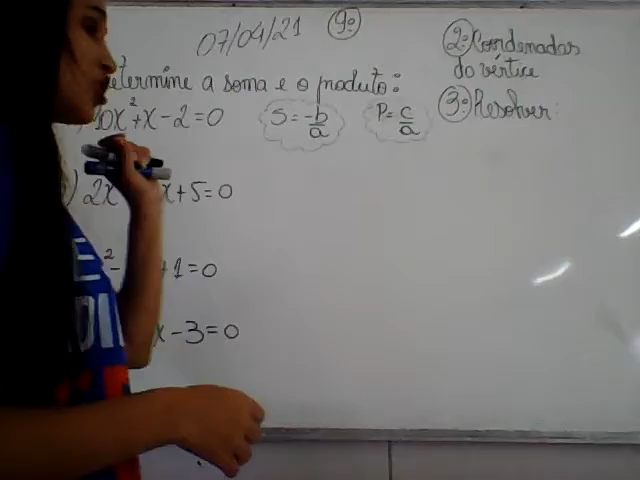 07/04/21 9º
etermine a soma e o produto:
10x²+x-2=0 S=-b/a P=c/a
) 2x x+5=0
²- +1=0
x-3=0
2º Coordenadas
do vértice
3º Resolver: